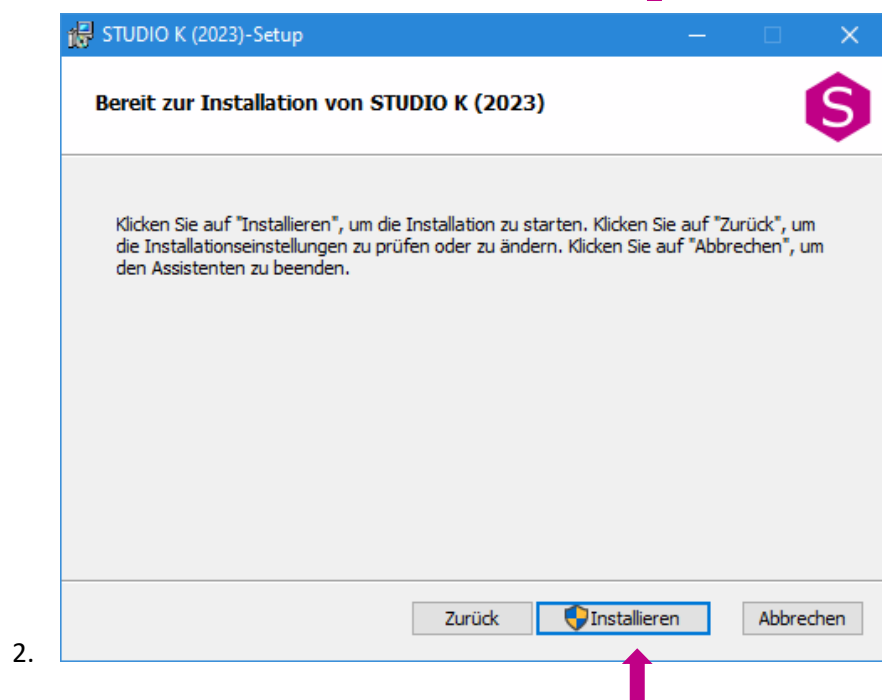 STUDIO K (2023)-Setup
Bereit zur Installation von STUDIO K (2023)
S
Klicken Sie auf "Installieren", um die Installation zu starten. Klicken Sie auf "Zurück", um
die Installationseinstellungen zu prüfen oder zu ändern. Klicken Sie auf "Abbrechen", um
den Assistenten zu beenden.
Zurück Installieren Abbrechen
2.